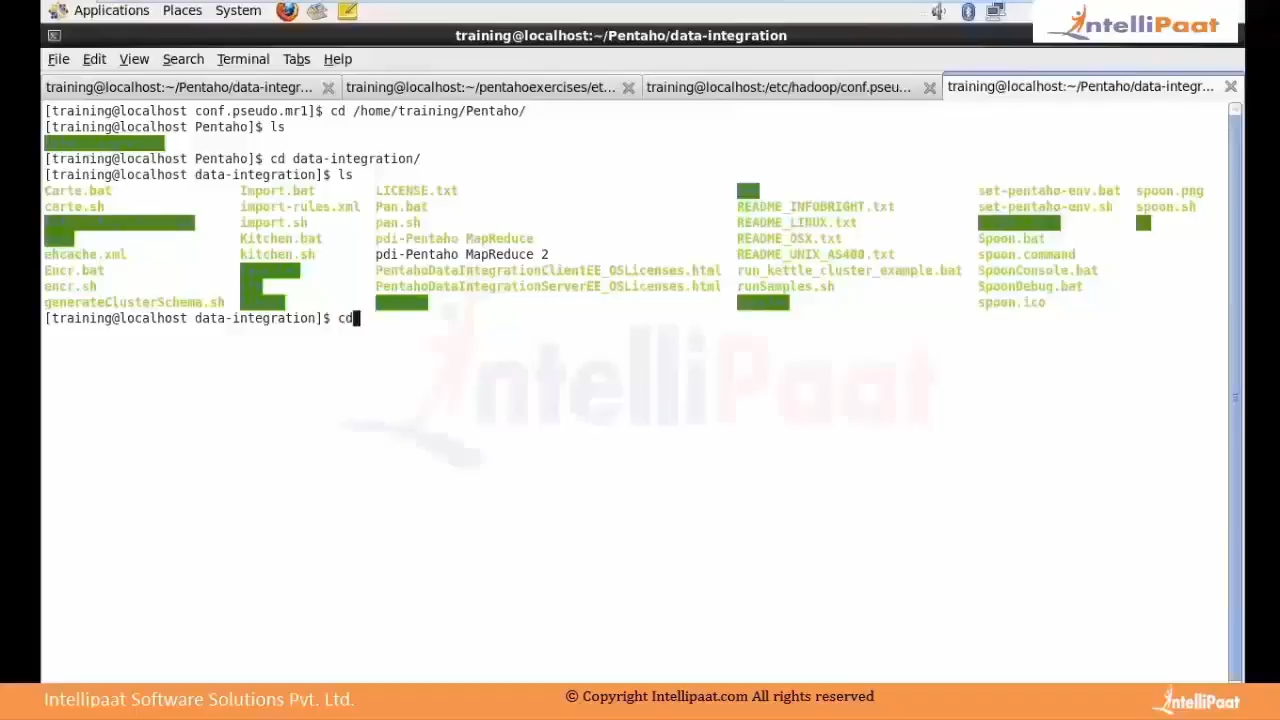 Applications Places System
IntelliPaat
training@localhost:~/Pentaho/data-integration
File Edit View Search Terminal Tabs Help
training@localhost:~/Pentaho/data-integr... training@localhost:~/pentahoexercises/et... training@localhost:/etc/hadoop/conf.pseu... training@localhost:~/Pentaho/data-integr...
[training@localhost conf.pseudo.mr1]$ cd /home/training/Pentaho/
[training@localhost Pentaho]$ ls
[training@localhost Pentaho]$ cd data-integration/
[training@localhost data-integration]$ ls
Carte.bat Import.bat LICENSE.txt set-pentaho-env.bat spoon.png
carte.sh import-rules.xml Pan.bat README_INFOBRIGHT.txt set-pentaho-env.sh spoon.sh
import.sh pan.sh README_LINUX.txt
Kitchen.bat pdi-Pentaho MapReduce README_OSX.txt Spoon.bat
ehcache.xml kitchen.sh pdi-Pentaho MapReduce 2 README_UNIX_AS400.txt spoon.command
Encr.bat PentahoDataIntegrationClientEE_OSLicenses.html run_kettle_cluster_example.bat SpoonConsole.bat
encr.sh PentahoDataIntegrationServerEE_OSLicenses.html runSamples.sh SpoonDebug.bat
generateClusterSchema.sh spoon.ico
[training@localhost data-integration]$ cd
IntelliPaat
Intellipaat Software Solutions Pvt. Ltd. © Copyright Intellipaat.com All rights reserved IntelliPaat